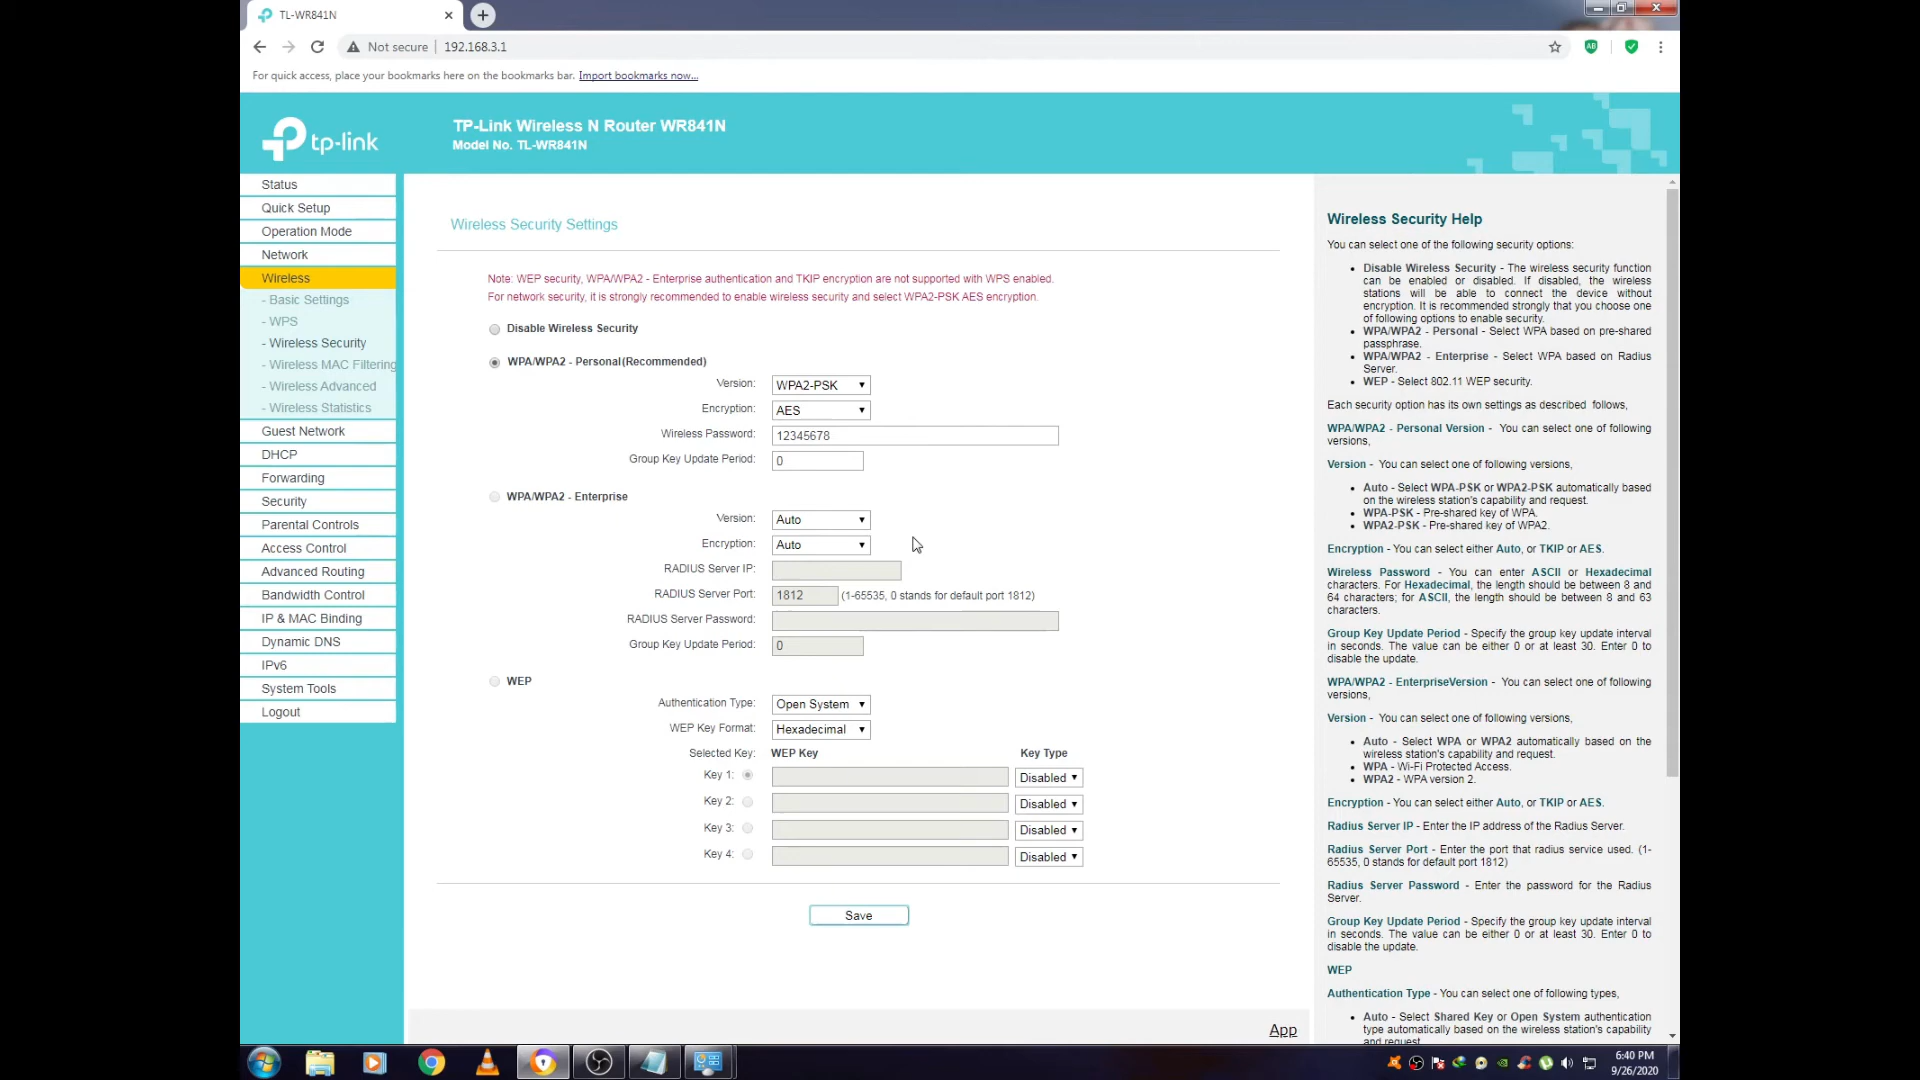 TL-WR841N
Not secure | 192.168.3.1
For quick access, place your bookmarks here on the bookmarks bar. Import bookmarks now...
tp-link
TP-Link Wireless N Router WR841N
Model No. TL-WR841N
Status
Quick Setup
Operation Mode
Network
Wireless
- Basic Settings
- WPS
- Wireless Security
- Wireless MAC Filtering
- Wireless Advanced
- Wireless Statistics
Guest Network
DHCP
Forwarding
Security
Parental Controls
Access Control
Advanced Routing
Bandwidth Control
IP & MAC Binding
Dynamic DNS
IPv6
System Tools
Logout
Wireless Security Settings
Note: WEP security, WPA/WPA2 - Enterprise authentication and TKIP encryption are not supported with WPS enabled.
For network security, it is strongly recommended to enable wireless security and select WPA2-PSK AES encryption.
Disable Wireless Security
WPA/WPA2 - Personal(Recommended)
Version: WPA2-PSK
Encryption: AES
Wireless Password: 12345678
Group Key Update Period: 0
WPA/WPA2 - Enterprise
Version: Auto
Encryption: Auto
RADIUS Server IP:
RADIUS Server Port: 1812 (1-65535, 0 stands for default port 1812)
RADIUS Server Password:
Group Key Update Period: 0
WEP
Authentication Type: Open System
WEP Key Format: Hexadecimal
Selected Key: WEP Key Key Type
Key 1: Disabled
Key 2: Disabled
Key 3: Disabled
Key 4: Disabled
Save
App
Wireless Security Help
You can select one of the following security options:
• Disable Wireless Security - The wireless security function
can be enabled or disabled. If disabled, the wireless
stations will be able to connect the device without
encryption. It is recommended strongly that you choose one
of following options to enable security.
• WPA/WPA2 - Personal - Select WPA based on pre-shared
passphrase.
• WPA/WPA2 - Enterprise - Select WPA based on Radius
Server.
• WEP - Select 802.11 WEP security.
Each security option has its own settings as described follows,
WPA/WPA2 - Personal Version - You can select one of following
versions,
Version - You can select one of following versions,
• Auto - Select WPA-PSK or WPA2-PSK automatically based
on the wireless station's capability and request.
• WPA-PSK - Pre-shared key of WPA.
• WPA2-PSK - Pre-shared key of WPA2.
Encryption - You can select either Auto, or TKIP or AES.
Wireless Password - You can enter ASCII or Hexadecimal
characters. For Hexadecimal, the length should be between 8 and
64 characters; for ASCII, the length should be between 8 and 63
characters.
Group Key Update Period - Specify the group key update interval
in seconds. The value can be either 0 or at least 30. Enter 0 to
disable the update.
WPA/WPA2 - EnterpriseVersion - You can select one of following
versions,
Version - You can select one of following versions,
• Auto - Select WPA or WPA2 automatically based on the
wireless station's capability and request.
• WPA - Wi-Fi Protected Access.
• WPA2 - WPA version 2.
Encryption - You can select either Auto, or TKIP or AES.
Radius Server IP - Enter the IP address of the Radius Server.
Radius Server Port - Enter the port that radius service used. (1-
65535, 0 stands for default port 1812)
Radius Server Password - Enter the password for the Radius
Server.
Group Key Update Period - Specify the group key update interval
in seconds. The value can be either 0 or at least 30. Enter 0 to
disable the update.
WEP
Authentication Type - You can select one of following types,
• Auto - Select Shared Key or Open System authentication
type automatically based on the wireless station's capability
and request.
6:40 PM
9/26/2020